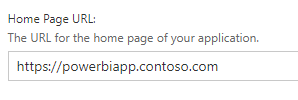 Home Page URL:
The URL for the home page of your application.
https://powerbiapp.contoso.com